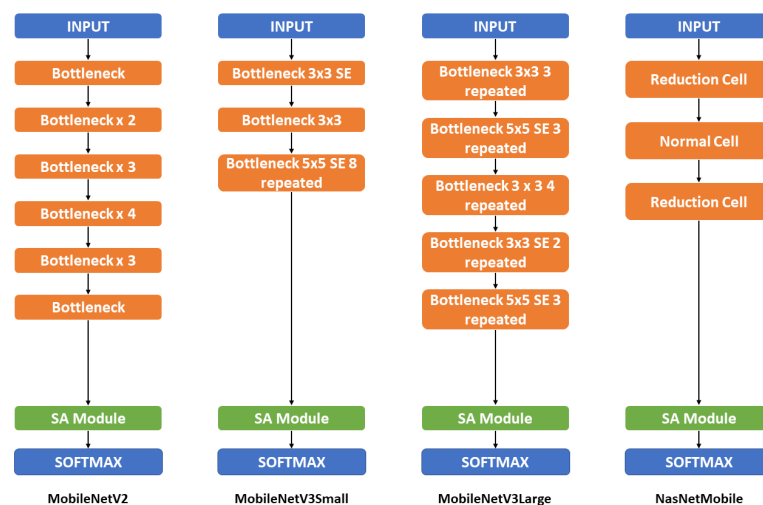 INPUT
Bottleneck
Bottleneck x 2
Bottleneck x 3
Bottleneck x 4
Bottleneck x 3
Bottleneck
SA Module
SOFTMAX
MobileNetV2
INPUT
Bottleneck 3x3 SE
Bottleneck 3x3
Bottleneck 5x5 SE 8
repeated
SA Module
SOFTMAX
MobileNetV3Small
INPUT
Bottleneck 3x3 3
repeated
Bottleneck 5x5 SE 3
repeated
Bottleneck 3 x 3 4
repeated
Bottleneck 3x3 SE 2
repeated
Bottleneck 5x5 SE 3
repeated
SA Module
SOFTMAX
MobileNetV3Large
INPUT
Reduction Cell
Normal Cell
Reduction Cell
SA Module
SOFTMAX
NasNetMobile